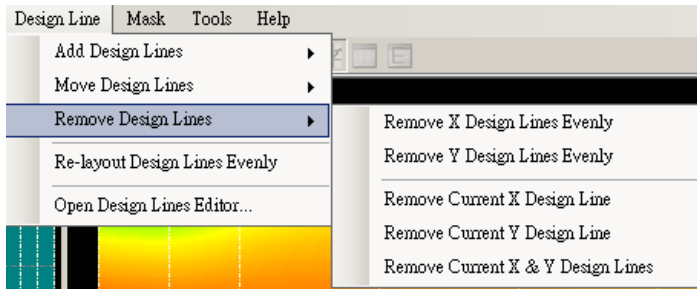 Design Line Mask Tools Help
Add Design Lines
Move Design Lines
Remove Design Lines
Re-layout Design Lines Evenly
Open Design Lines Editor...
Remove X Design Lines Evenly
Remove Y Design Lines Evenly
Remove Current X Design Line
Remove Current Y Design Line
Remove Current X & Y Design Lines